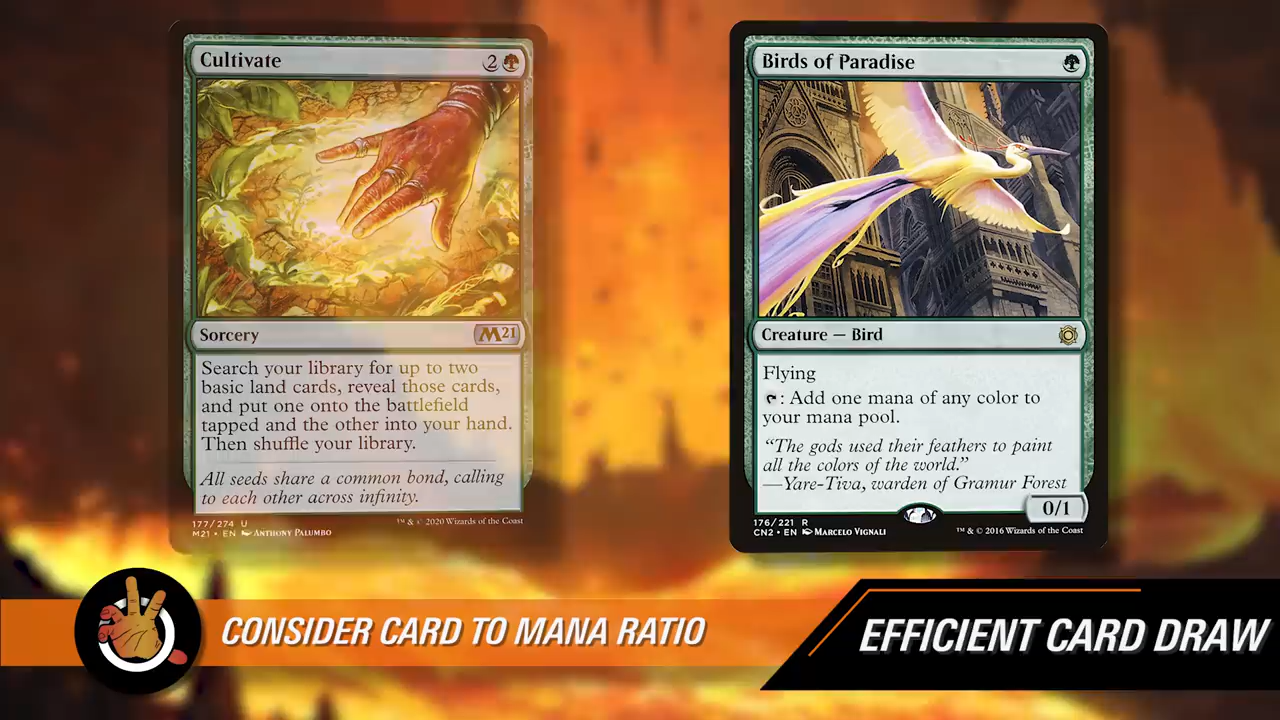 Cultivate 2
Sorcery M21
Search your library for up to two
basic land cards, reveal those cards,
and put one onto the battlefield
tapped and the other into your hand.
Then shuffle your library.
All seeds share a common bond, calling
to each other across infinity.
177/274 U
M21 • EN Anthony Palumbo
™ & © 2020 Wizards of the Coast
Birds of Paradise
Creature — Bird
Flying
: Add one mana of any color to
your mana pool.
“The gods used their feathers to paint
all the colors of the world.”
—Yare-Tiva, warden of Gramur Forest
0/1
176/221 R
CN2 • EN Marcelo Vignali
™ & © 2016 Wizards of the Coast
CONSIDER CARD TO MANA RATIO
EFFICIENT CARD DRAW